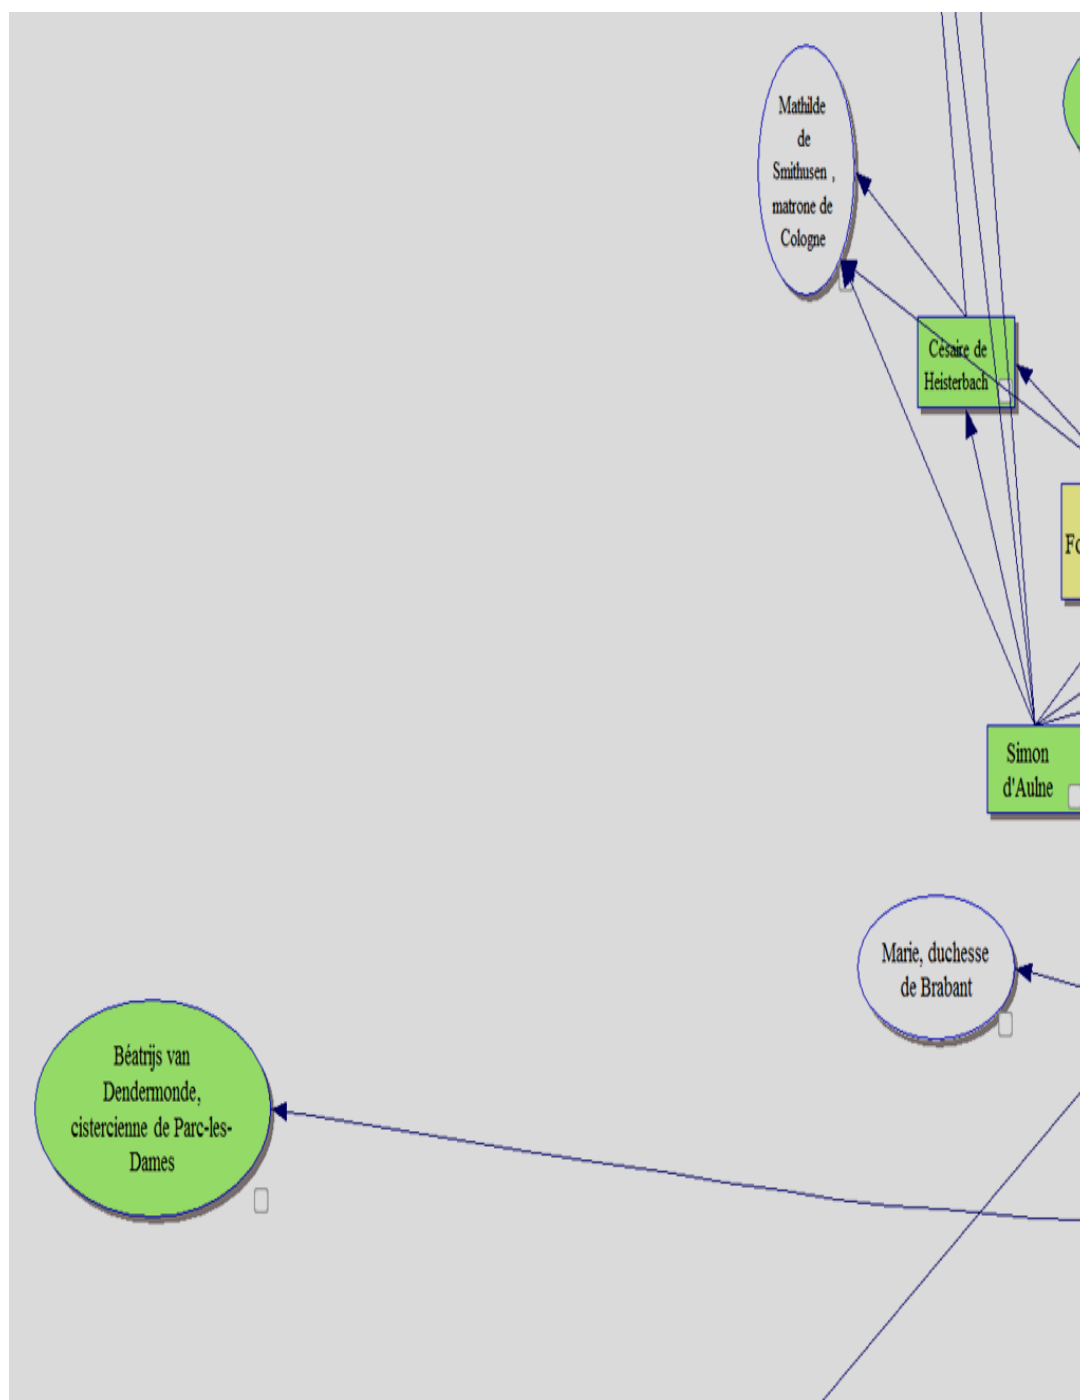 Mathilde
de
Smithusen ,
matrone de
Cologne
Césaire de
Heisterbach
Fo
Simon
d'Aulne
Marie, duchesse
de Brabant
Béatrijs van
Dendermonde,
cistercienne de Parc-les-
Dames